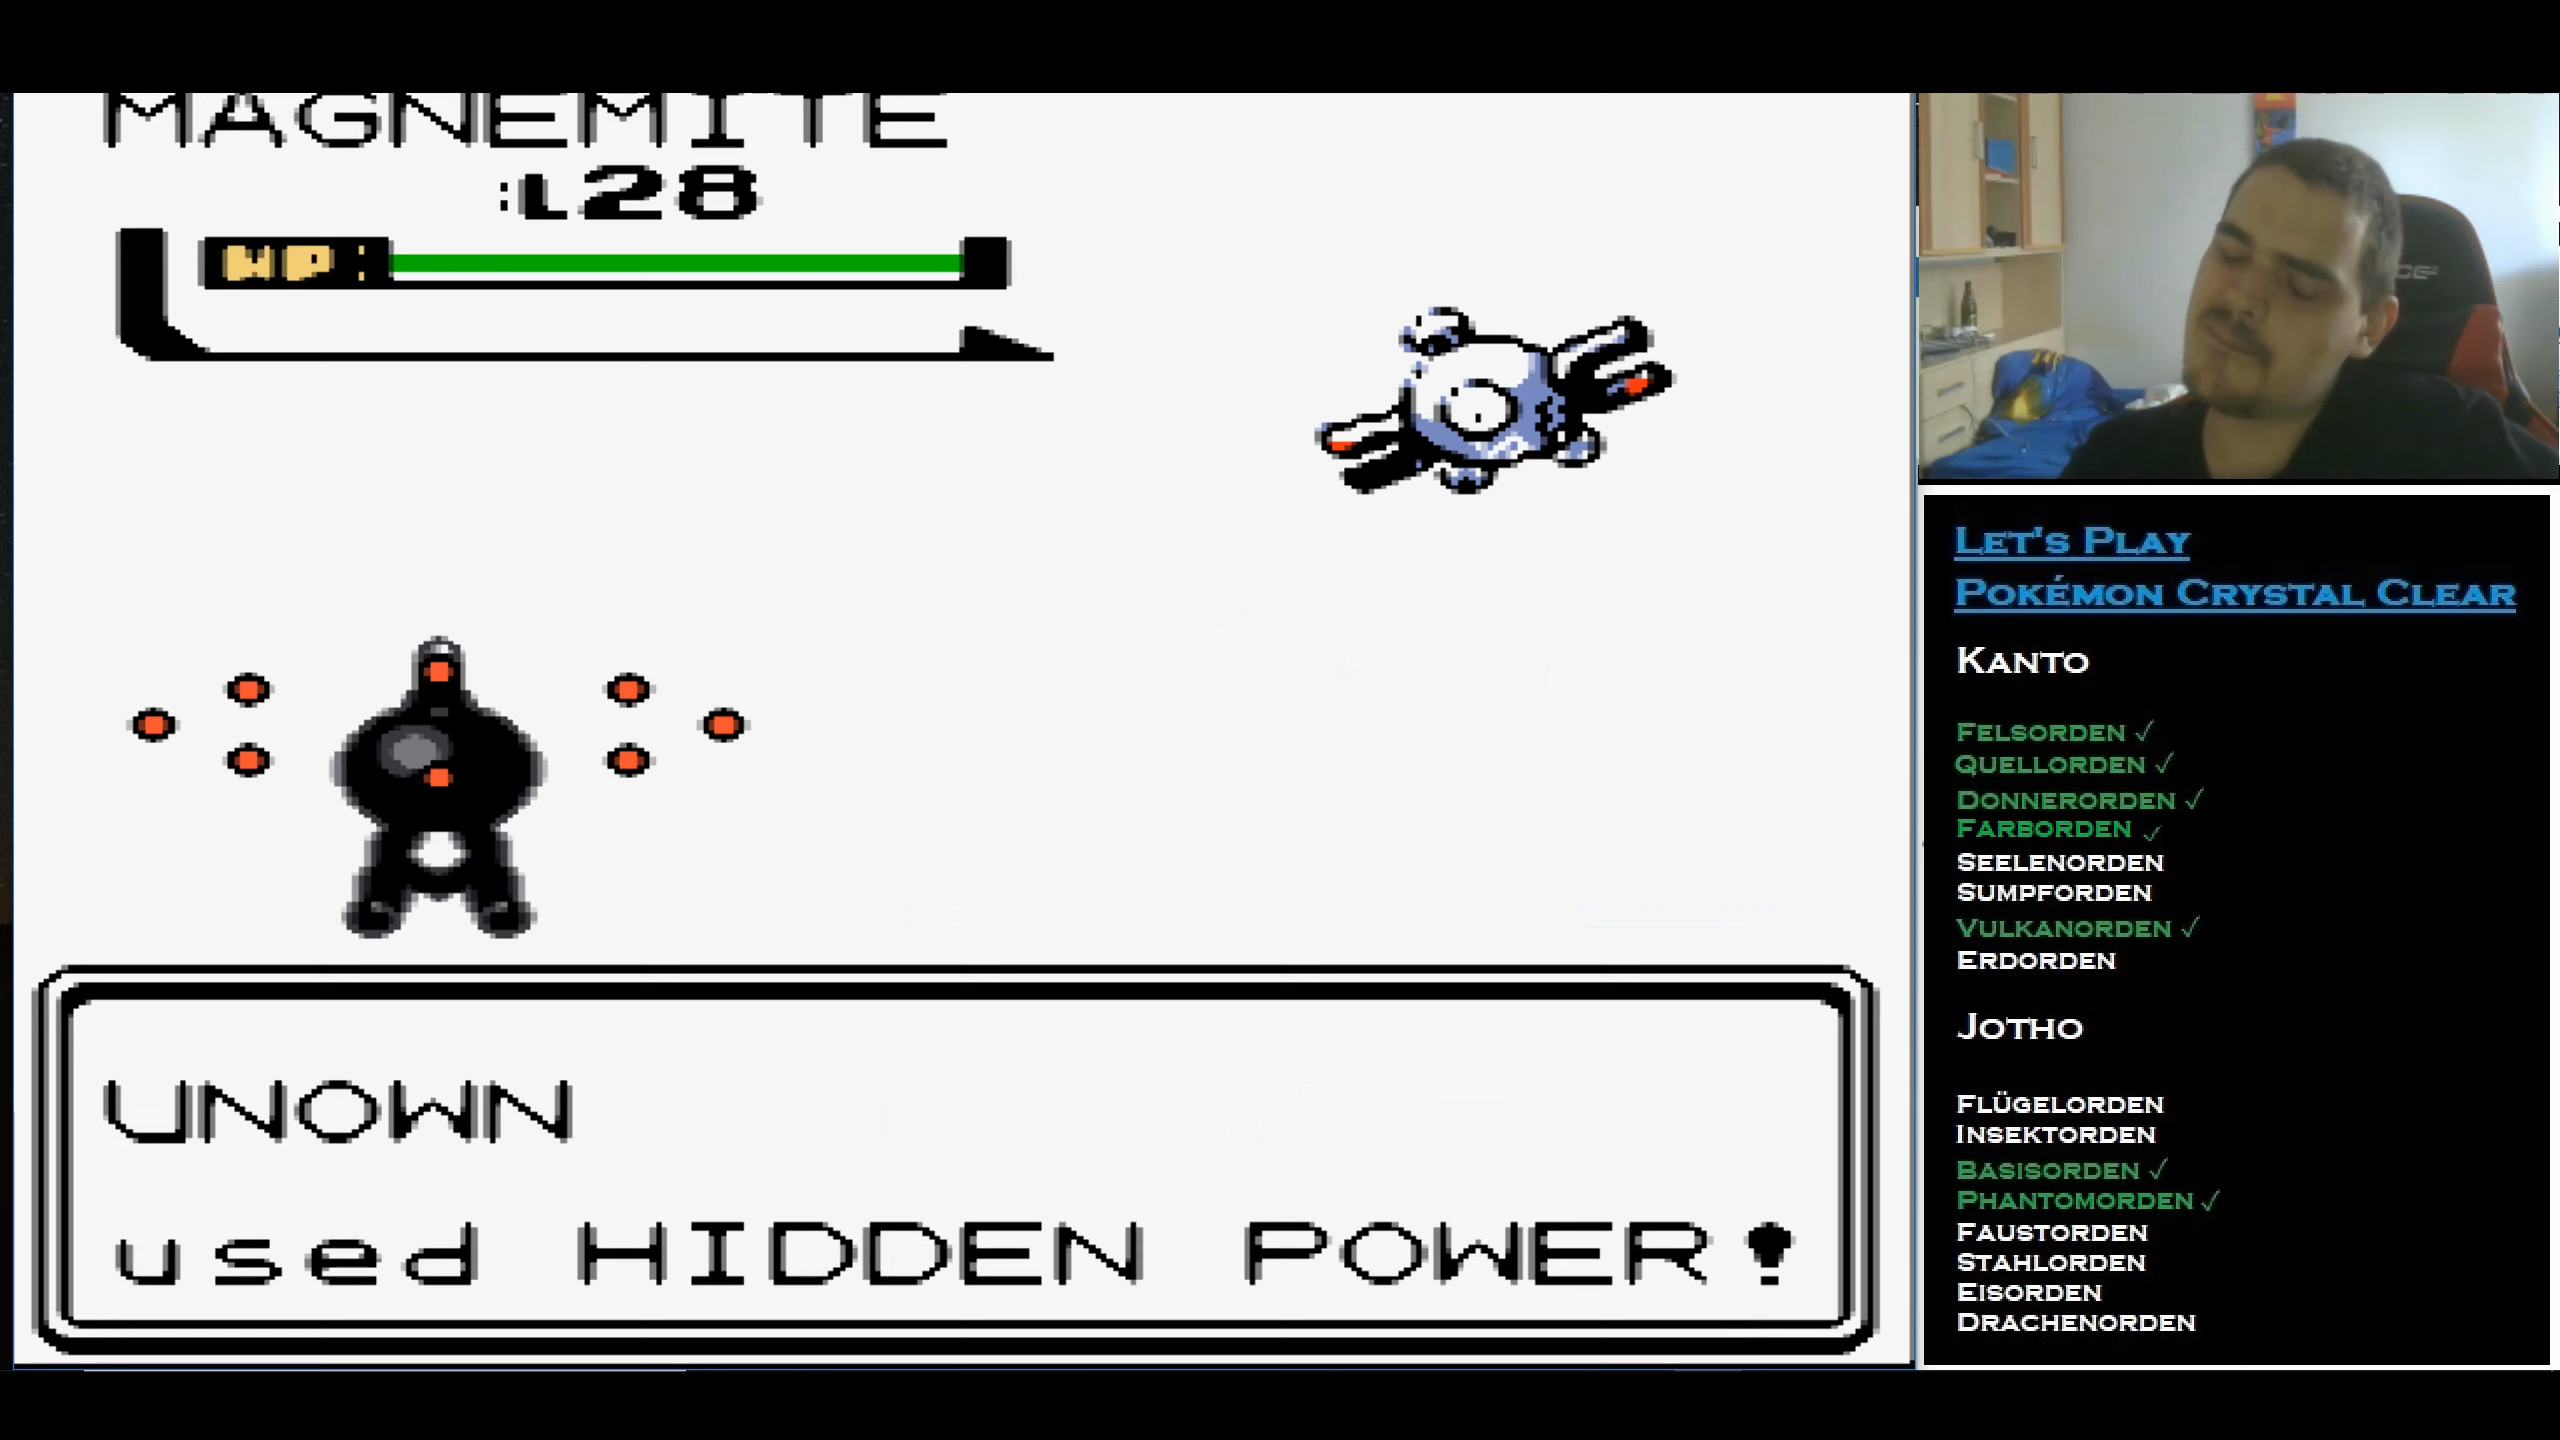 MAGNEMITE
:L28
HP:
UNOWN
used HIDDEN POWER!
Let's Play
Pokémon Crystal Clear
Kanto
Felsorden ✓
Quellorden ✓
Donnerorden ✓
Farborden ✓
Seelenorden
Sumpforden
Vulkanorden ✓
Erdorden
Jotho
Flügelorden
Insektorden
Basisorden ✓
Phantomorden ✓
Faustorden
Stahlorden
Eisorden
Drachenorden